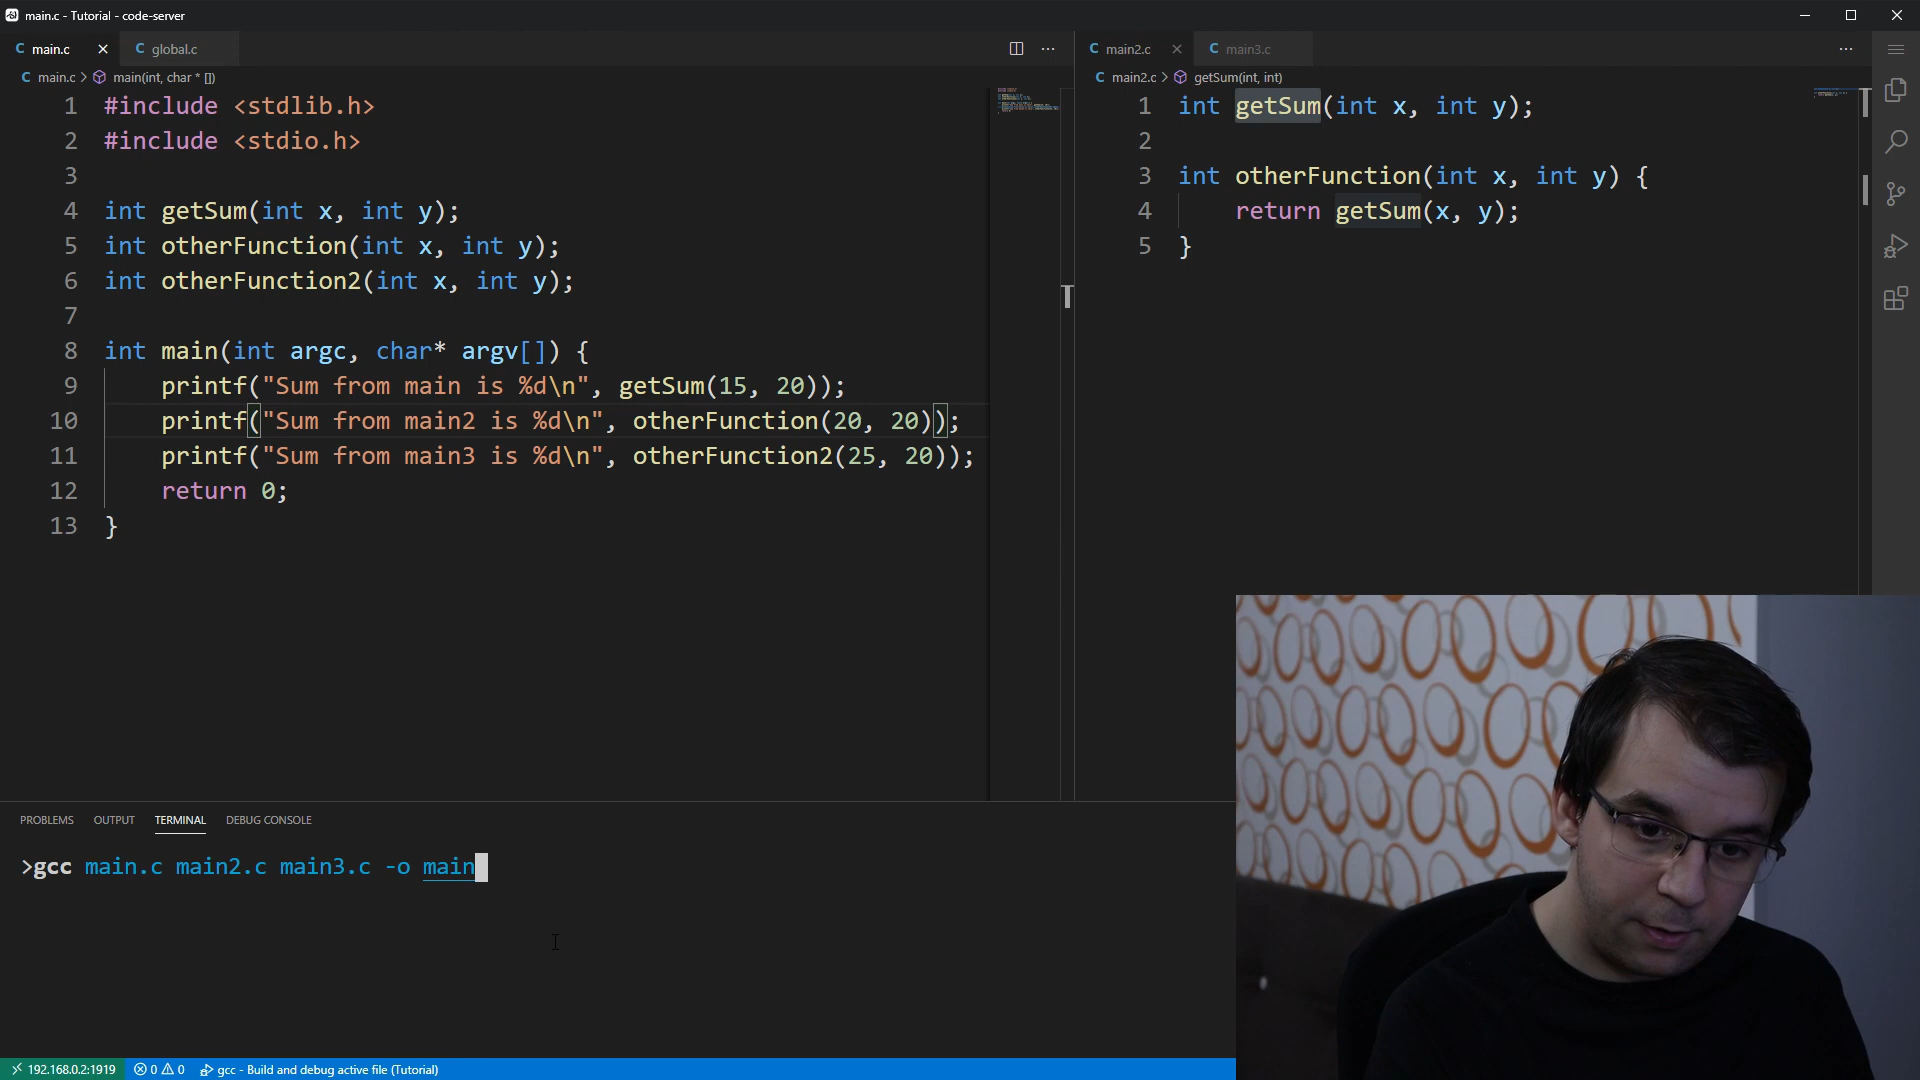 main.c - Tutorial - code-server
main.c
global.c
main.c > main(int, char * [])
1 #include <stdlib.h>
2 #include <stdio.h>
3
4 int getSum(int x, int y);
5 int otherFunction(int x, int y);
6 int otherFunction2(int x, int y);
7
8 int main(int argc, char* argv[]) {
9 printf("Sum from main is %d\n", getSum(15, 20));
10 printf("Sum from main2 is %d\n", otherFunction(20, 20));
11 printf("Sum from main3 is %d\n", otherFunction2(25, 20));
12 return 0;
13 }
main2.c
main3.c
main2.c > getSum(int, int)
1 int getSum(int x, int y);
2
3 int otherFunction(int x, int y) {
4 return getSum(x, y);
5 }
PROBLEMS OUTPUT TERMINAL DEBUG CONSOLE
>gcc main.c main2.c main3.c -o main
192.168.0.2:1919 0 0 gcc - Build and debug active file (Tutorial)